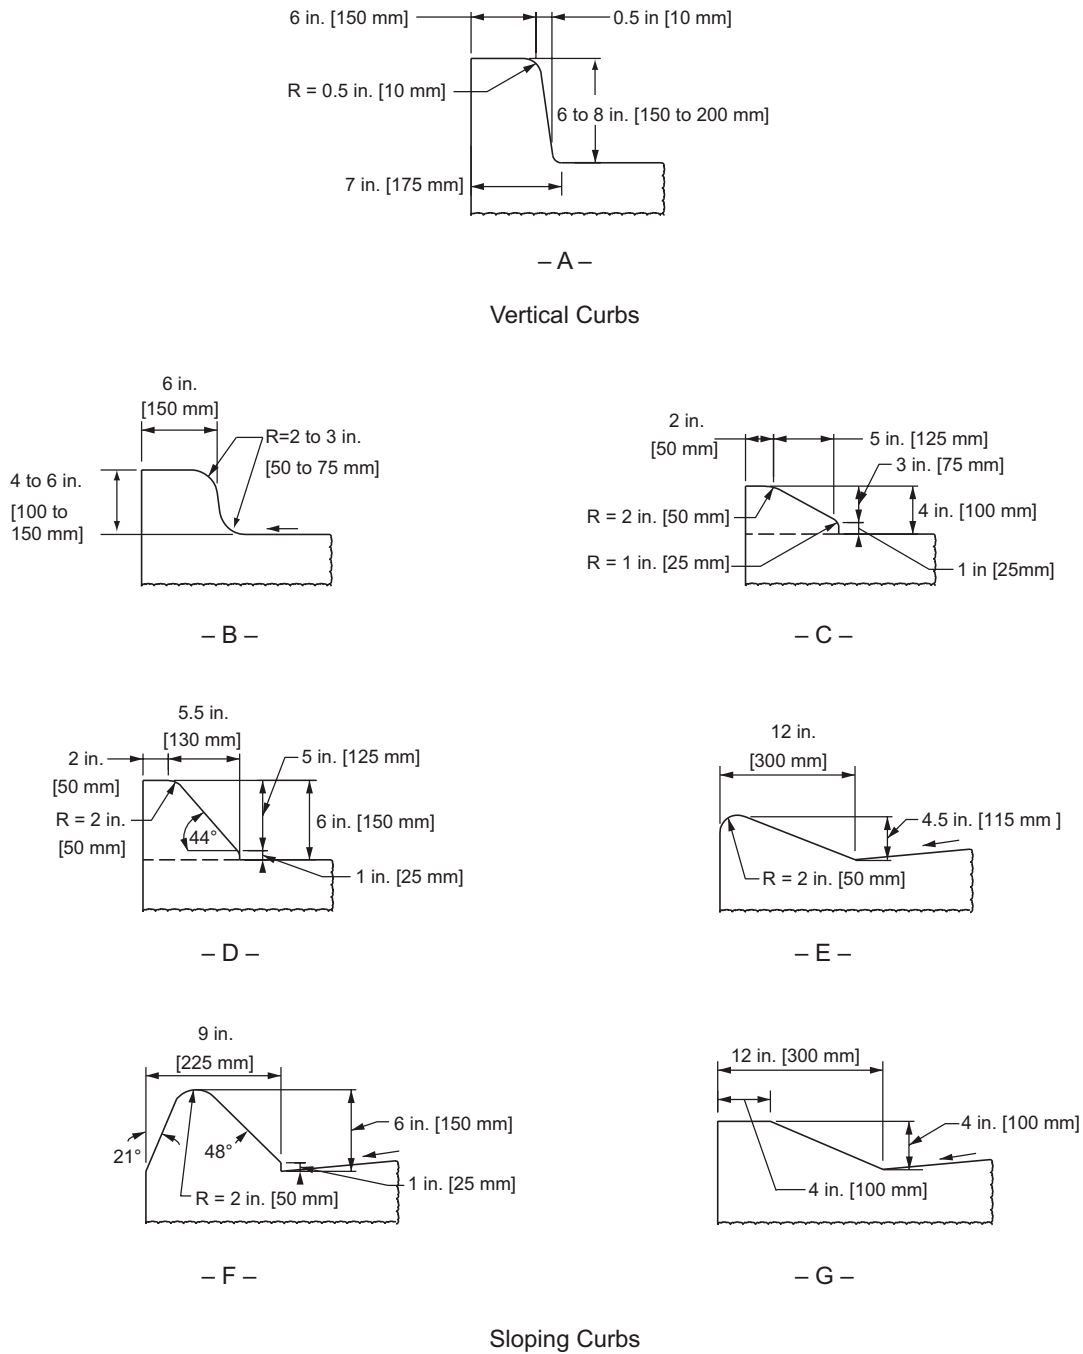 6 in. [150 mm]
0.5 in [10 mm]
R = 0.5 in. [10 mm]
6 to 8 in. [150 to 200 mm]
7 in. [175 mm]
– A –
Vertical Curbs
6 in.
[150 mm]
R=2 to 3 in.
[50 to 75 mm]
4 to 6 in.
[100 to
150 mm]
– B –
2 in.
[50 mm]
5 in. [125 mm]
3 in. [75 mm]
4 in. [100 mm]
R = 2 in. [50 mm]
R = 1 in. [25 mm]
1 in [25mm]
– C –
5.5 in.
[130 mm]
2 in.
[50 mm]
5 in. [125 mm]
R = 2 in.
[50 mm]
6 in. [150 mm]
44°
1 in. [25 mm]
– D –
12 in.
[300 mm]
4.5 in. [115 mm ]
R = 2 in. [50 mm]
– E –
9 in.
[225 mm]
6 in. [150 mm]
21°
48°
1 in. [25 mm]
R = 2 in. [50 mm]
– F –
12 in. [300 mm]
4 in. [100 mm]
4 in. [100 mm]
– G –
Sloping Curbs